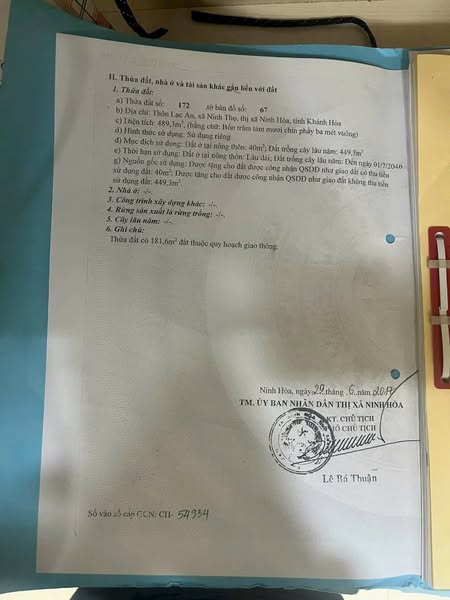 II. Thửa đất, nhà ở và tài sản khác gắn liền với đất
1. Thửa đất:
a) Thửa đất số: 172 ,tờ bản đồ số: 67
b) Địa chỉ: Thôn Lạc An, xã Ninh Thọ, thị xã Ninh Hòa, tỉnh Khánh Hòa
c) Diện tích: 489,3m², (bằng chữ: Bốn trăm tám mươi chín phẩy ba mét vuông)
d) Hình thức sử dụng: Sử dụng riêng
đ) Mục đích sử dụng: Đất ở tại nông thôn: 40m²; Đất trồng cây lâu năm: 449,3m²
e) Thời hạn sử dụng: Đất ở tại nông thôn: Lâu dài; Đất trồng cây lâu năm: Đến ngày 01/7/2046
g) Nguồn gốc sử dụng: Được tặng cho đất được công nhận QSDĐ như giao đất có thu tiền
sử dụng đất: 40m²; Được tặng cho đất được công nhận QSDĐ như giao đất không thu tiền
sử dụng đất: 449,3m².
2. Nhà ở: -/-.
3. Công trình xây dựng khác: -/-.
4. Rừng sản xuất là rừng trồng: -/-.
5. Cây lâu năm: -/-.
6. Ghi chú:
Thửa đất có 181,6m² đất thuộc quy hoạch giao thông.
Ninh Hòa, ngày 29 tháng 6 năm 2017
TM. ỦY BAN NHÂN DÂN THỊ XÃ NINH HÒA
KT. CHỦ TỊCH
PHÓ CHỦ TỊCH
Lê Bá Thuận
Số vào sổ cấp GCN: CH- 54934